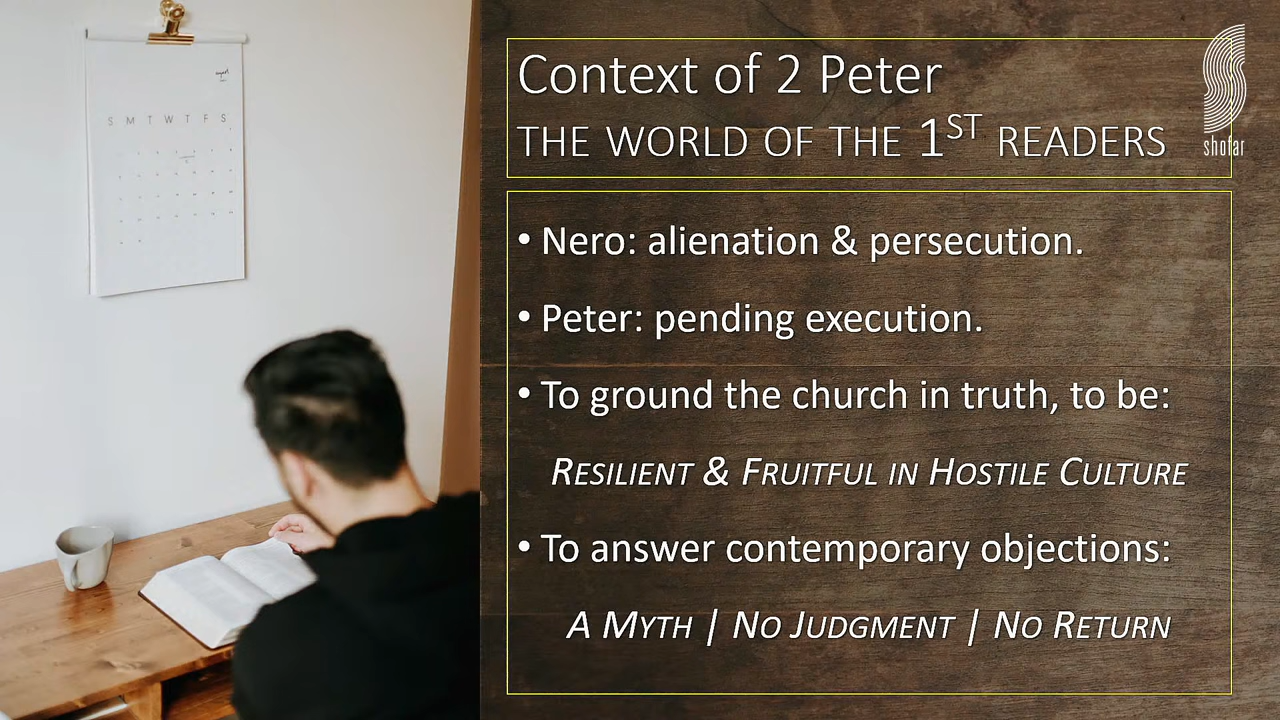 Context of 2 Peter
THE WORLD OF THE 1ST READERS
shofar
• Nero: alienation & persecution.
• Peter: pending execution.
• To ground the church in truth, to be:
RESILIENT & FRUITFUL IN HOSTILE CULTURE
• To answer contemporary objections:
A MYTH | NO JUDGMENT | NO RETURN
S M T W T F S